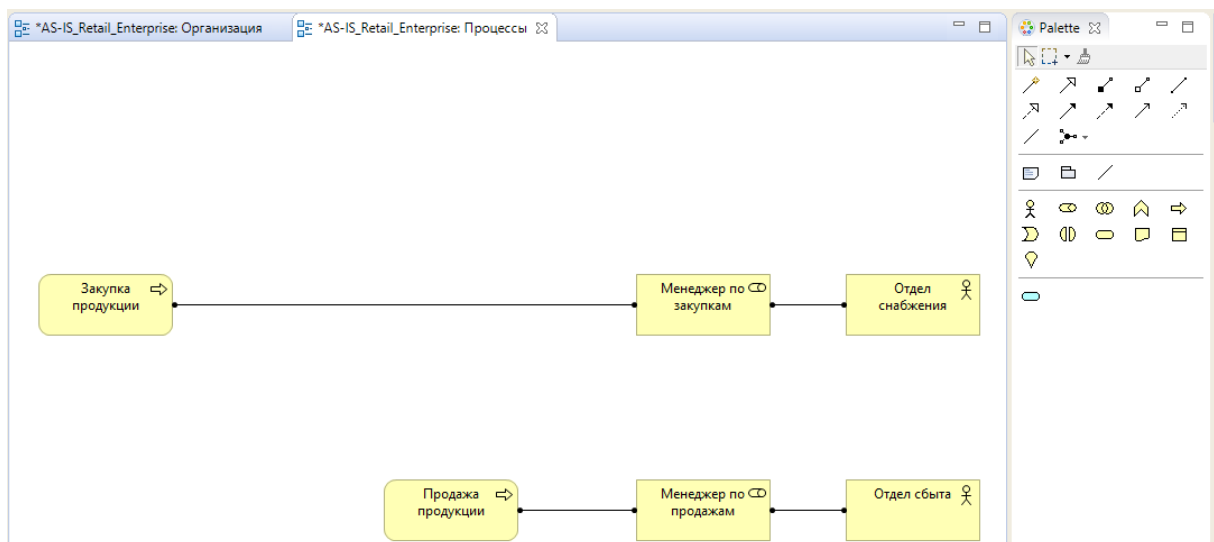 *AS-IS_Retail_Enterprise: Организация
*AS-IS_Retail_Enterprise: Процессы
Palette
Закупка
продукции
Менеджер по
закупкам
Отдел
снабжения
Продажа
продукции
Менеджер по
продажам
Отдел сбыта